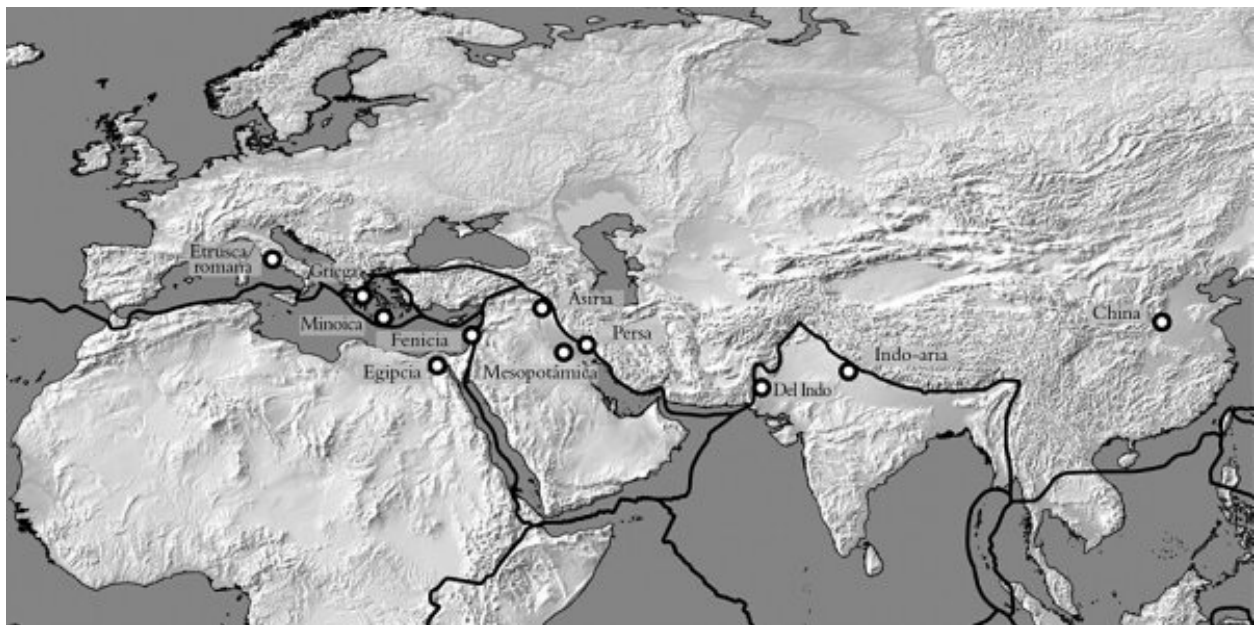 Etrusca
romana
Griega
Minoica
Fenicia
Egipcia
Asiria
Persa
Mesopotámica
Indo-aria
Del Indo
China